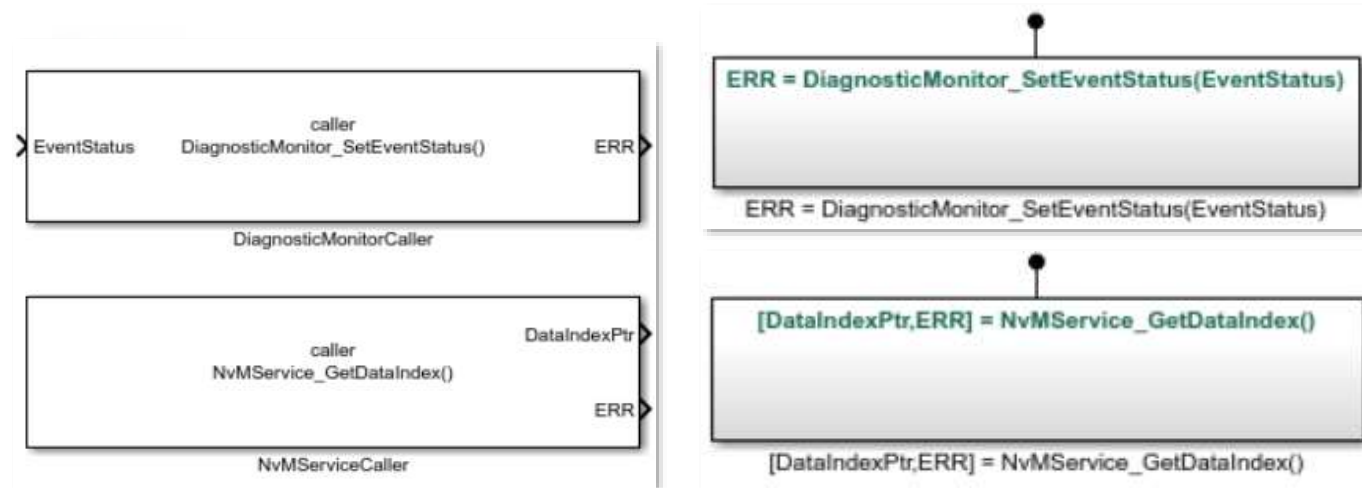 caller
EventStatus DiagnosticMonitor_SetEventStatus() ERR
DiagnosticMonitorCaller
DataIndexPtr
caller
NvMService_GetDataIndex()
ERR
NvMServiceCaller
ERR = DiagnosticMonitor_SetEventStatus(EventStatus)
ERR = DiagnosticMonitor_SetEventStatus(EventStatus)
[DataIndexPtr,ERR] = NvMService_GetDataIndex()
[DataIndexPtr,ERR] = NvMService_GetDataIndex()